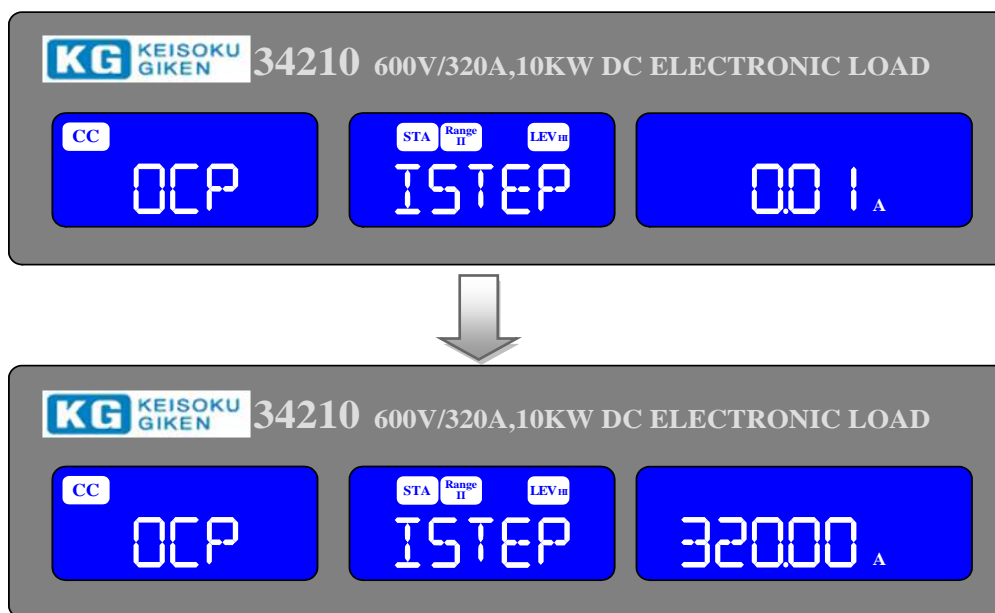 KG KEISOKU GIKEN 34210 600V/320A,10KW DC ELECTRONIC LOAD
CC STA Range II LEV HI
OCP ISTEP 0.01 A
KG KEISOKU GIKEN 34210 600V/320A,10KW DC ELECTRONIC LOAD
CC STA Range II LEV HI
OCP ISTEP 320.00 A